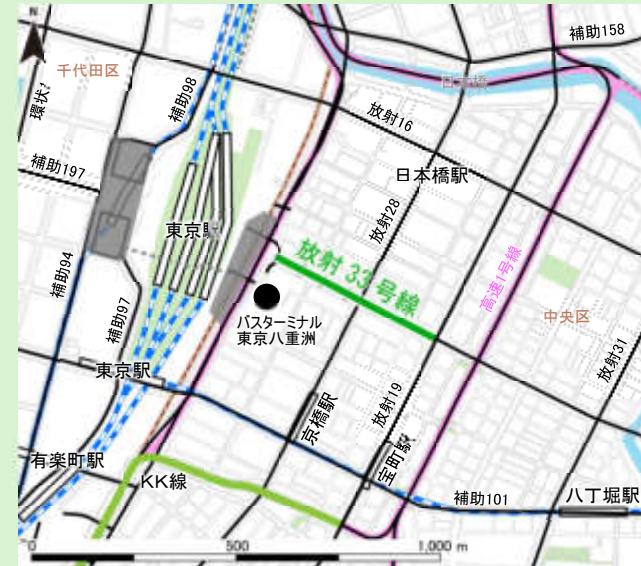 N
補助158
千代田区
補助98
環状1
日本橋
放射16
補助197
日本橋駅
放射28
東京駅
放射33号線
高速1号線
補助94
補助97
バスターミナル
東京八重洲
中央区
放射31
東京駅
京橋駅
放射19
宝町駅
有楽町駅
KK線
補助101
八丁堀駅
0
500
1,000 m